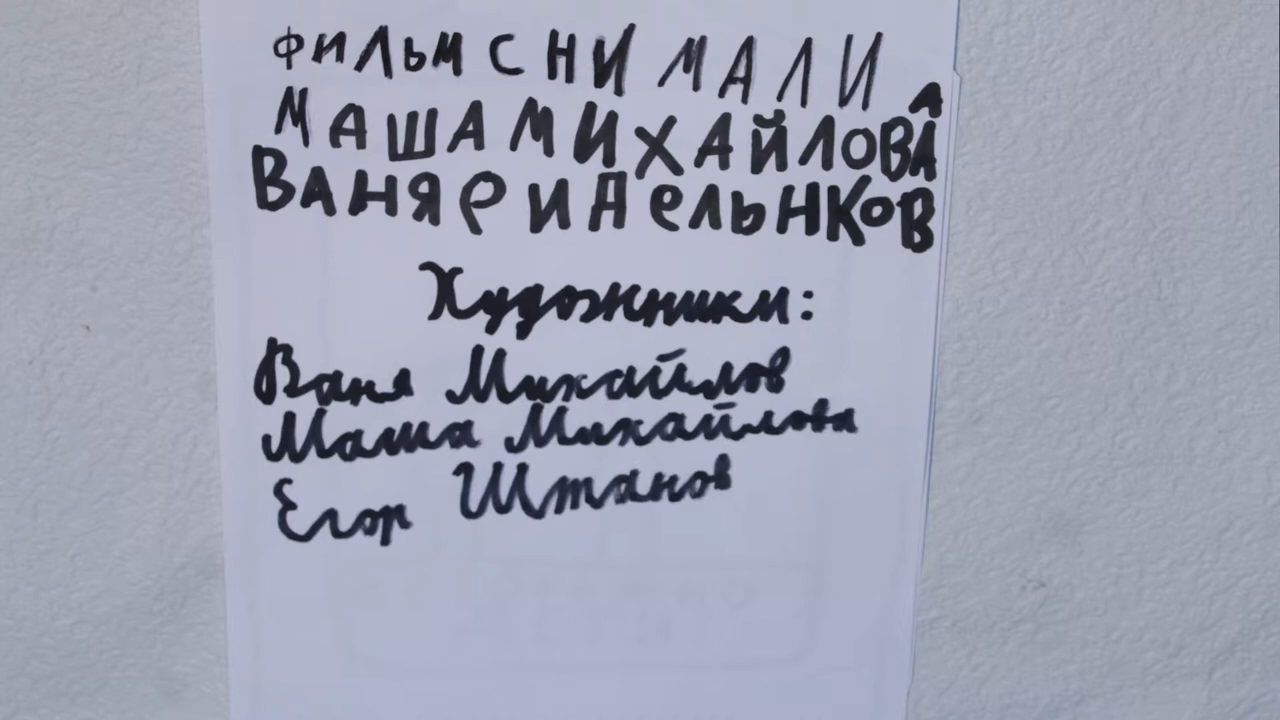 ФИЛЬМ СНИМАЛИ
МАША МИХАЙЛОВА
ВАНЯ РИДЕЛЬНКОВ
Художники:
Ваня Михайлов
Маша Михайлова
Егор Штанов